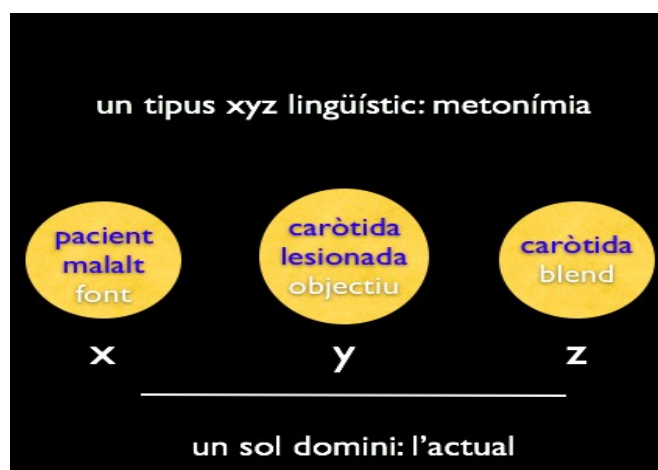 un tipus xyz lingüístic: metonímia
pacient
malalt
font
caròtida
lesionada
objectiu
caròtida
blend
x y z
un sol domini: l'actual